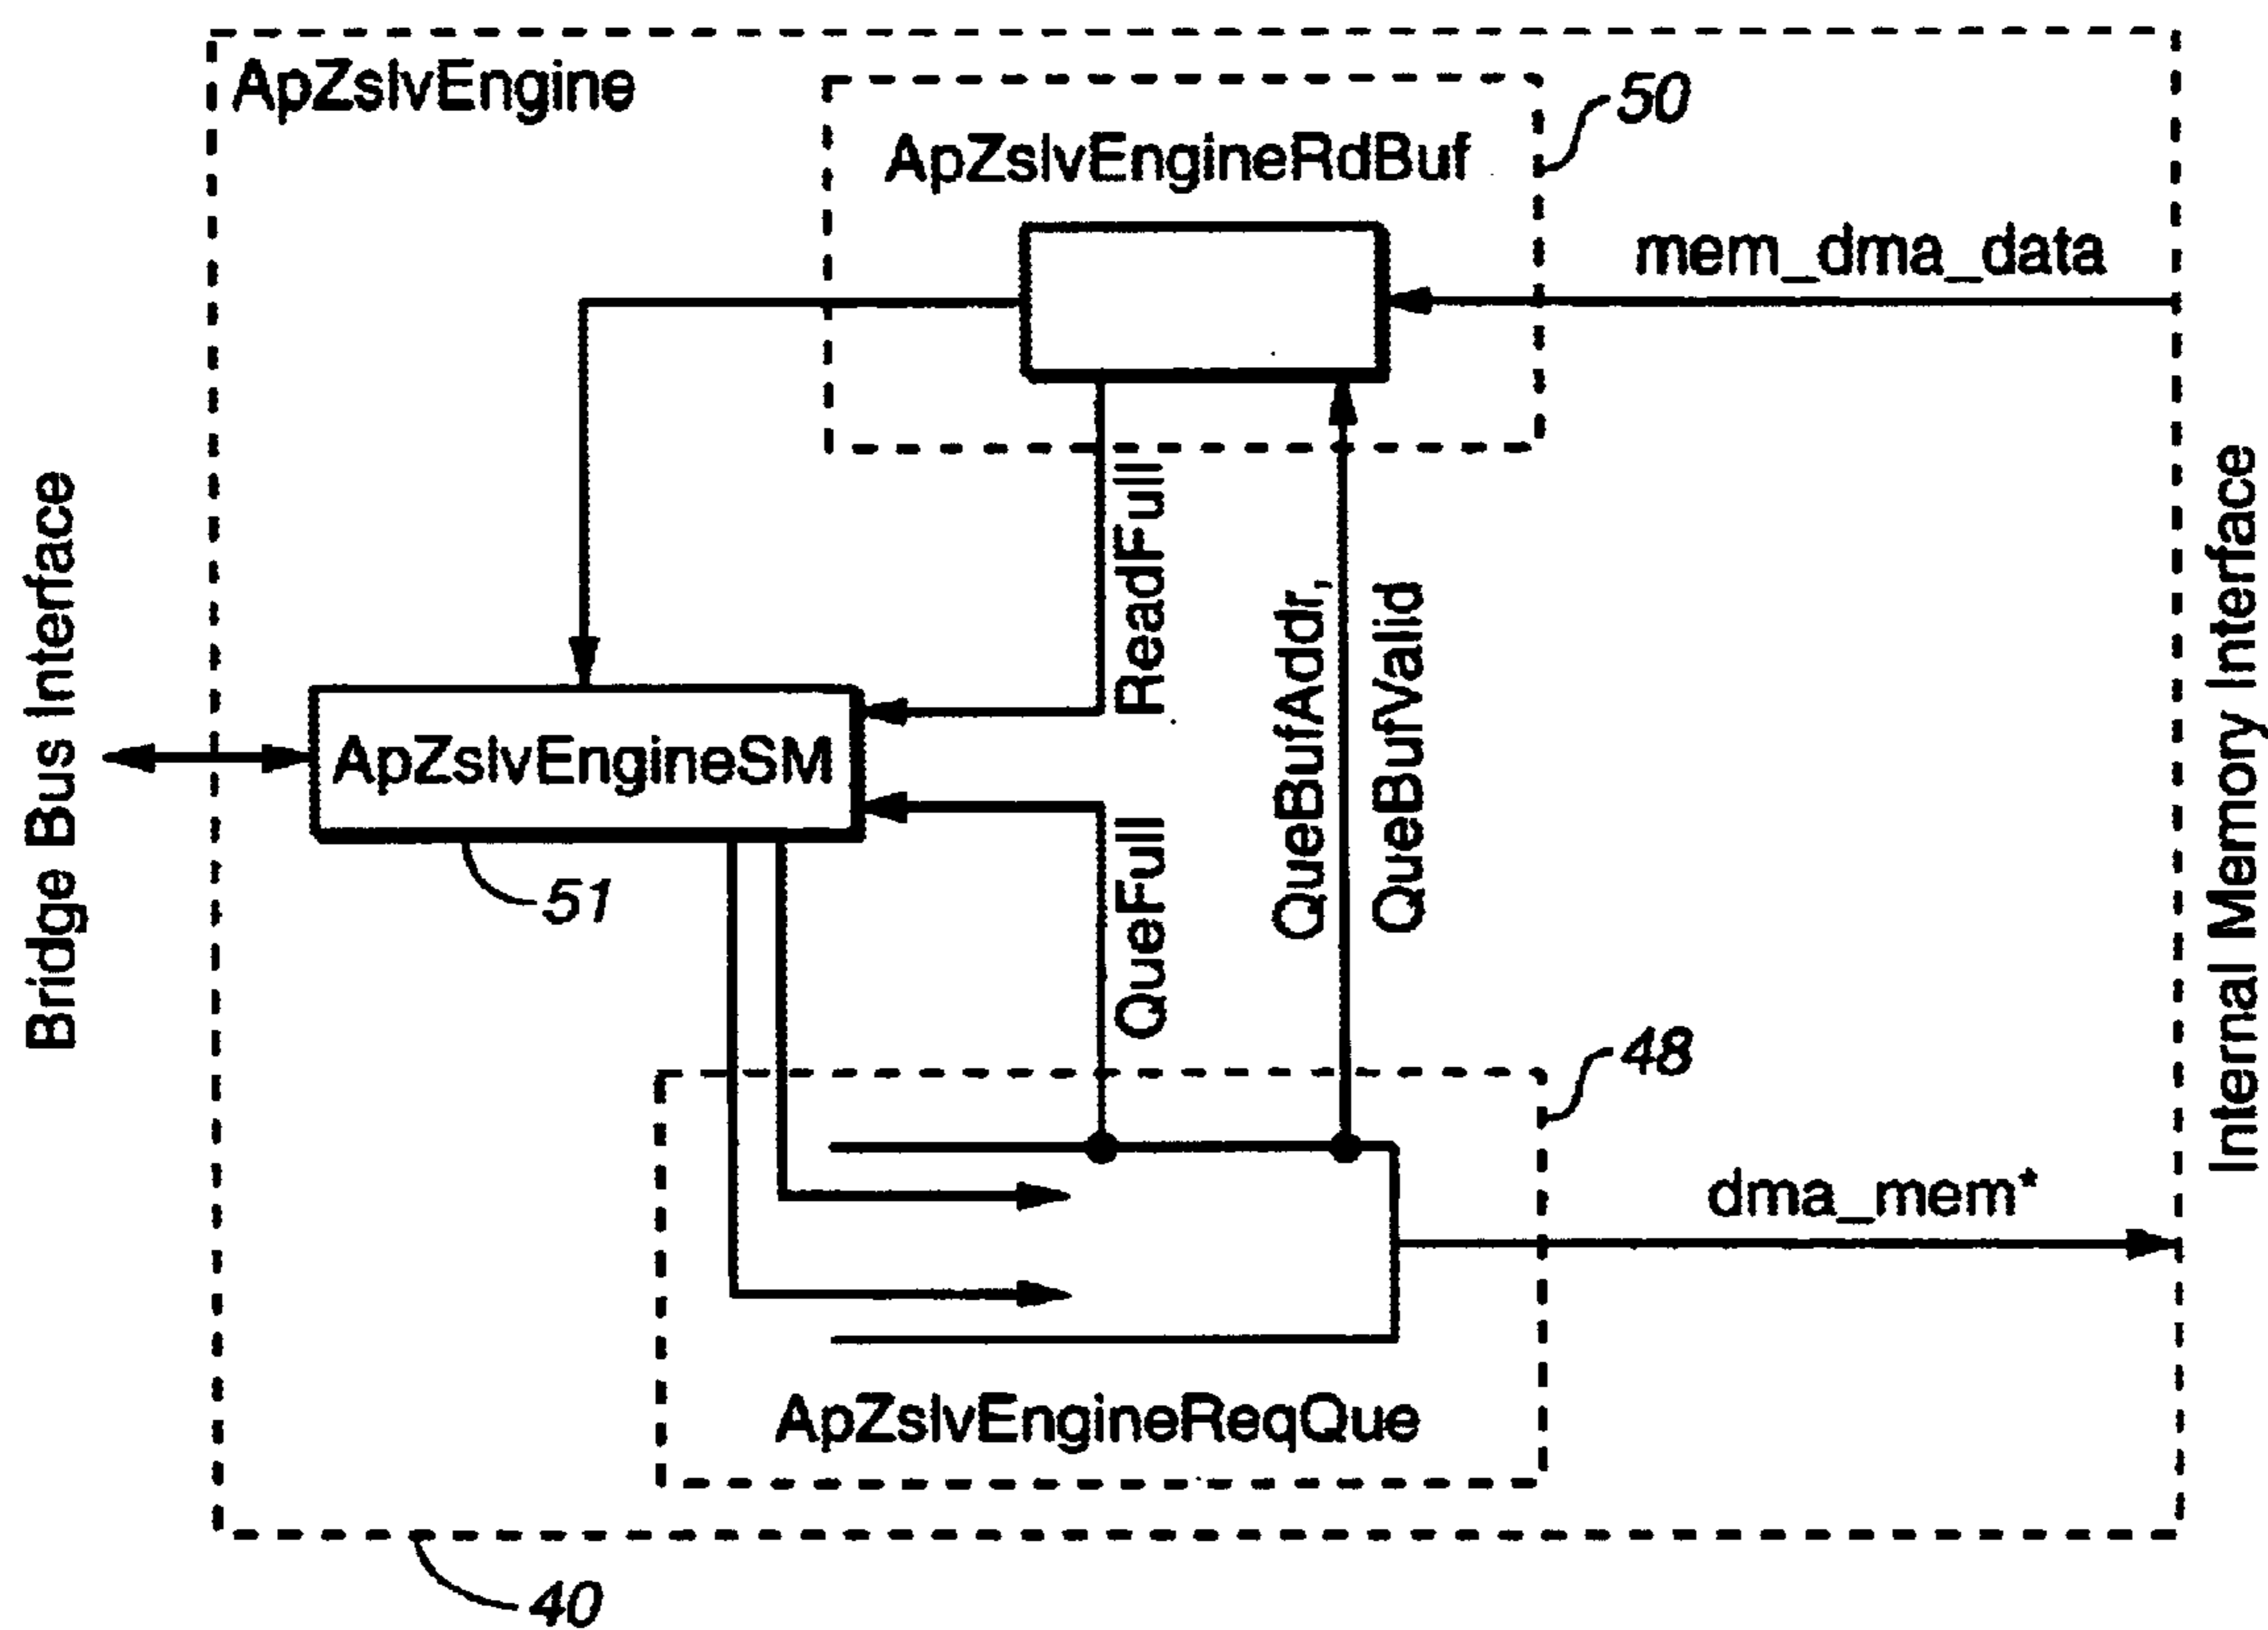 ApZslvEngine
50
ApZslvEngineRdBuf
mem_dma_data
Bridge Bus Interface
ReadFull
QueBufAddr,
QueBufValid
Internal Memory Interface
ApZslvEngineSM
51
QueFull
48
dma_mem*
ApZslvEngineReqQue
40